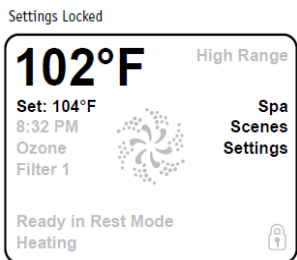 Settings Locked
102°F
High Range
Set: 104°F
Spa
8:32 PM
Scenes
Ozone
Settings
Filter 1
Ready in Rest Mode
Heating